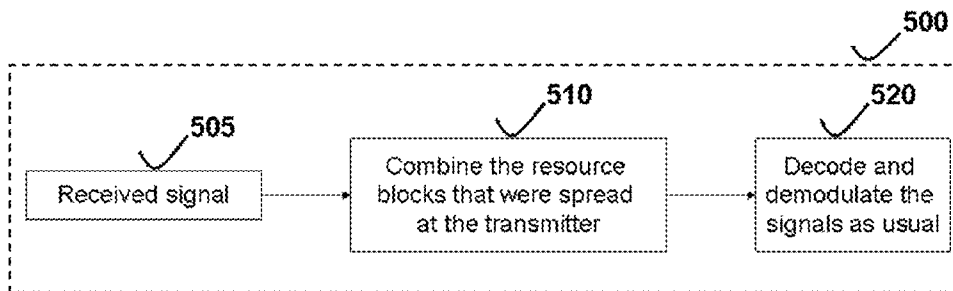 500
505
510
520
Received signal
Combine the resource
blocks that were spread
at the transmitter
Decode and
demodulate the
signals as usual